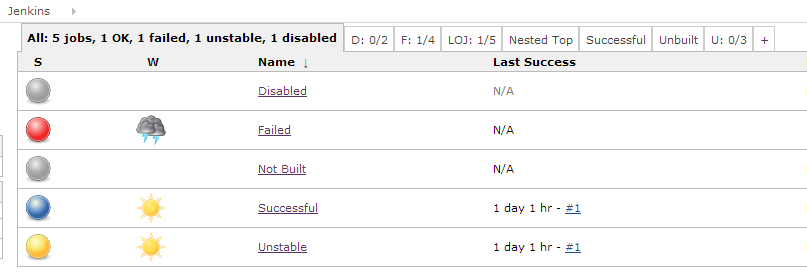 Jenkins
All: 5 jobs, 1 OK, 1 failed, 1 unstable, 1 disabled D: 0/2 F: 1/4 LOJ: 1/5 Nested Top Successful Unbuilt U: 0/3 +
S W Name ↓ Last Success
Disabled N/A
Failed N/A
Not Built N/A
Successful 1 day 1 hr - #1
Unstable 1 day 1 hr - #1